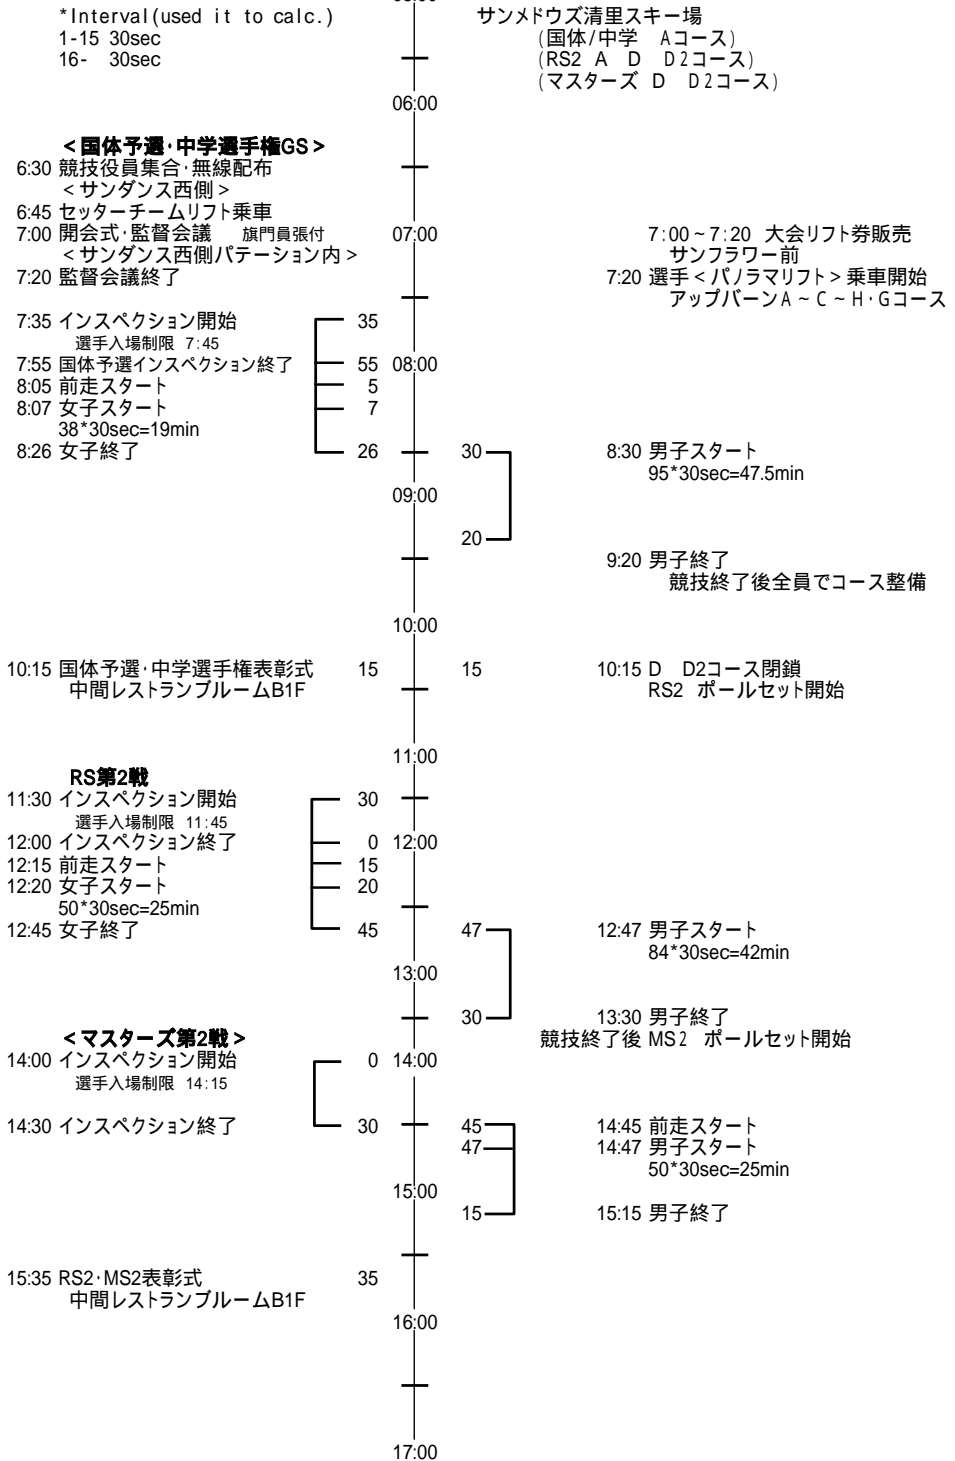 *Interval(used it to calc.)
1-15 30sec
16- 30sec
サンメドウズ清里スキー場
(国体/中学 Aコース)
(RS2 A D D2コース)
(マスターズ D D2コース)
06:00
<国体予選・中学選手権GS>
6:30 競技役員集合・無線配布
<サンダンス西側>
6:45 セッターチームリフト乗車
7:00 開会式・監督会議 旗門員張付 07:00 7:00~7:20 大会リフト券販売
<サンダンス西側パテーション内> サンフラワー前
7:20 監督会議終了 7:20 選手<パノラマリフト>乗車開始
アップバーンA~C~H・Gコース
7:35 インスペクション開始 35
選手入場制限 7:45
7:55 国体予選インスペクション終了 55 08:00
8:05 前走スタート 5
8:07 女子スタート 7
38*30sec=19min
8:26 女子終了 26 30 8:30 男子スタート
95*30sec=47.5min
09:00
20
9:20 男子終了
競技終了後全員でコース整備
10:00
10:15 国体予選・中学選手権表彰式 15 15 10:15 D D2コース閉鎖
中間レストランブルームB1F RS2 ポールセット開始
11:00
RS第2戦
11:30 インスペクション開始 30
選手入場制限 11:45
12:00 インスペクション終了 0 12:00
12:15 前走スタート 15
12:20 女子スタート 20
50*30sec=25min
12:45 女子終了 45 47 12:47 男子スタート
84*30sec=42min
13:00
30 13:30 男子終了
<マスターズ第2戦> 競技終了後 MS2 ポールセット開始
14:00 インスペクション開始 0 14:00
選手入場制限 14:15
14:30 インスペクション終了 30 45 14:45 前走スタート
47 14:47 男子スタート
50*30sec=25min
15:00
15 15:15 男子終了
15:35 RS2・MS2表彰式 35
中間レストランブルームB1F
16:00
17:00